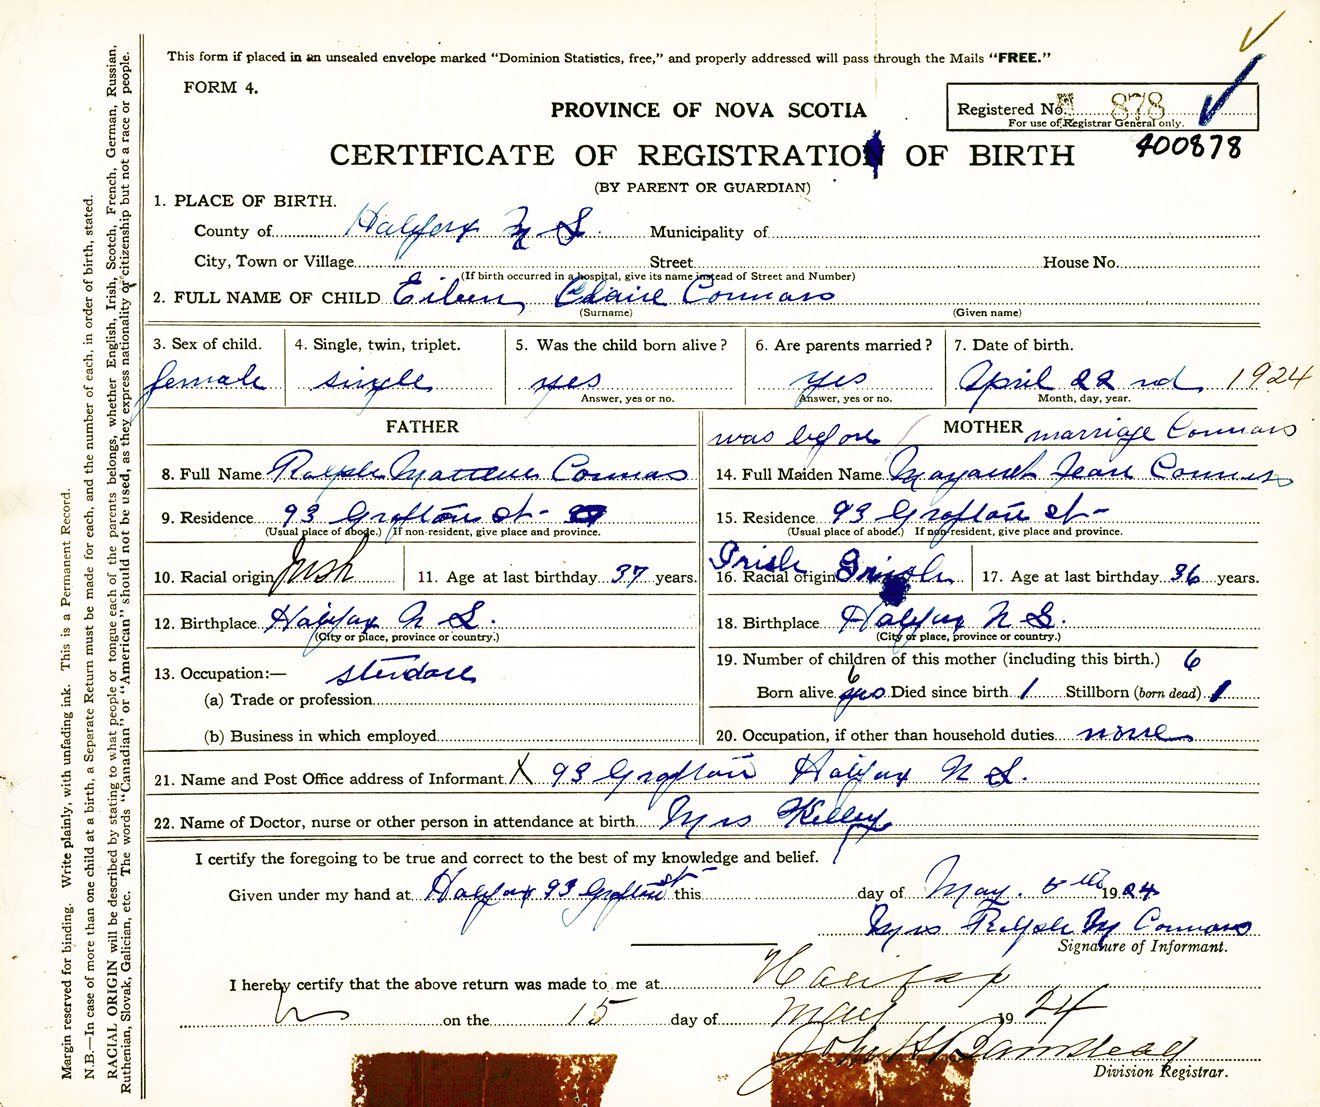 This form if placed in an unsealed envelope marked "Dominion Statistics, free," and properly addressed will pass through the Mails "FREE."
FORM 4.
PROVINCE OF NOVA SCOTIA
Registered No. 878
For use of Registrar General only.
400878
CERTIFICATE OF REGISTRATION OF BIRTH
(BY PARENT OR GUARDIAN)
1. PLACE OF BIRTH.
County of Halifax N S. Municipality of
City, Town or Village Street House No.
(If birth occurred in a hospital, give its name instead of Street and Number)
2. FULL NAME OF CHILD Eileen Claire Connors
(Surname) (Given name)
3. Sex of child. 4. Single, twin, triplet. 5. Was the child born alive? 6. Are parents married? 7. Date of birth.
female single yes yes April 22 nd 1924
Answer, yes or no. Answer, yes or no. Month, day, year.
FATHER
8. Full Name Ralph Matthew Connors
9. Residence 93 Grafton st-
(Usual place of abode.) If non-resident, give place and province.
10. Racial origin Irish 11. Age at last birthday 37 years.
12. Birthplace Halifax N S.
(City or place, province or country.)
13. Occupation:— stevdore
(a) Trade or profession
(b) Business in which employed
was before MOTHER marriage Connors
14. Full Maiden Name Margaret Jean Connors
15. Residence 93 Grafton st-
(Usual place of abode.) If non-resident, give place and province.
Irish
16. Racial origin 17. Age at last birthday 36 years.
18. Birthplace Halifax N S.
(City or place, province or country.)
19. Number of children of this mother (including this birth.) 6
6
Born alive yes Died since birth 1 Stillborn (born dead) 1
20. Occupation, if other than household duties none
21. Name and Post Office address of Informant X 93 Grafton Halifax N S.
22. Name of Doctor, nurse or other person in attendance at birth Mrs Kelley
I certify the foregoing to be true and correct to the best of my knowledge and belief.
Given under my hand at Halifax 93 Grafton st- this day of May. 5th 1924
Mrs Ralph M Connors
Signature of Informant.
I hereby certify that the above return was made to me at Halifax
on the 15 day of May 1924
John H
Division Registrar.
Margin reserved for binding. Write plainly, with unfading ink. This is a Permanent Record.
N.B.—In case of more than one child at a birth, a Separate Return must be made for each, and the number of each, in order of birth, stated.
RACIAL ORIGIN will be described by stating to what people or tongue each of the parents belongs, whether English, Irish, Scotch, French, German, Russian,
Ruthenian, Slovak, Galician, etc. The words "Canadian" or "American" should not be used, as they express nationality or citizenship but not a race or people.